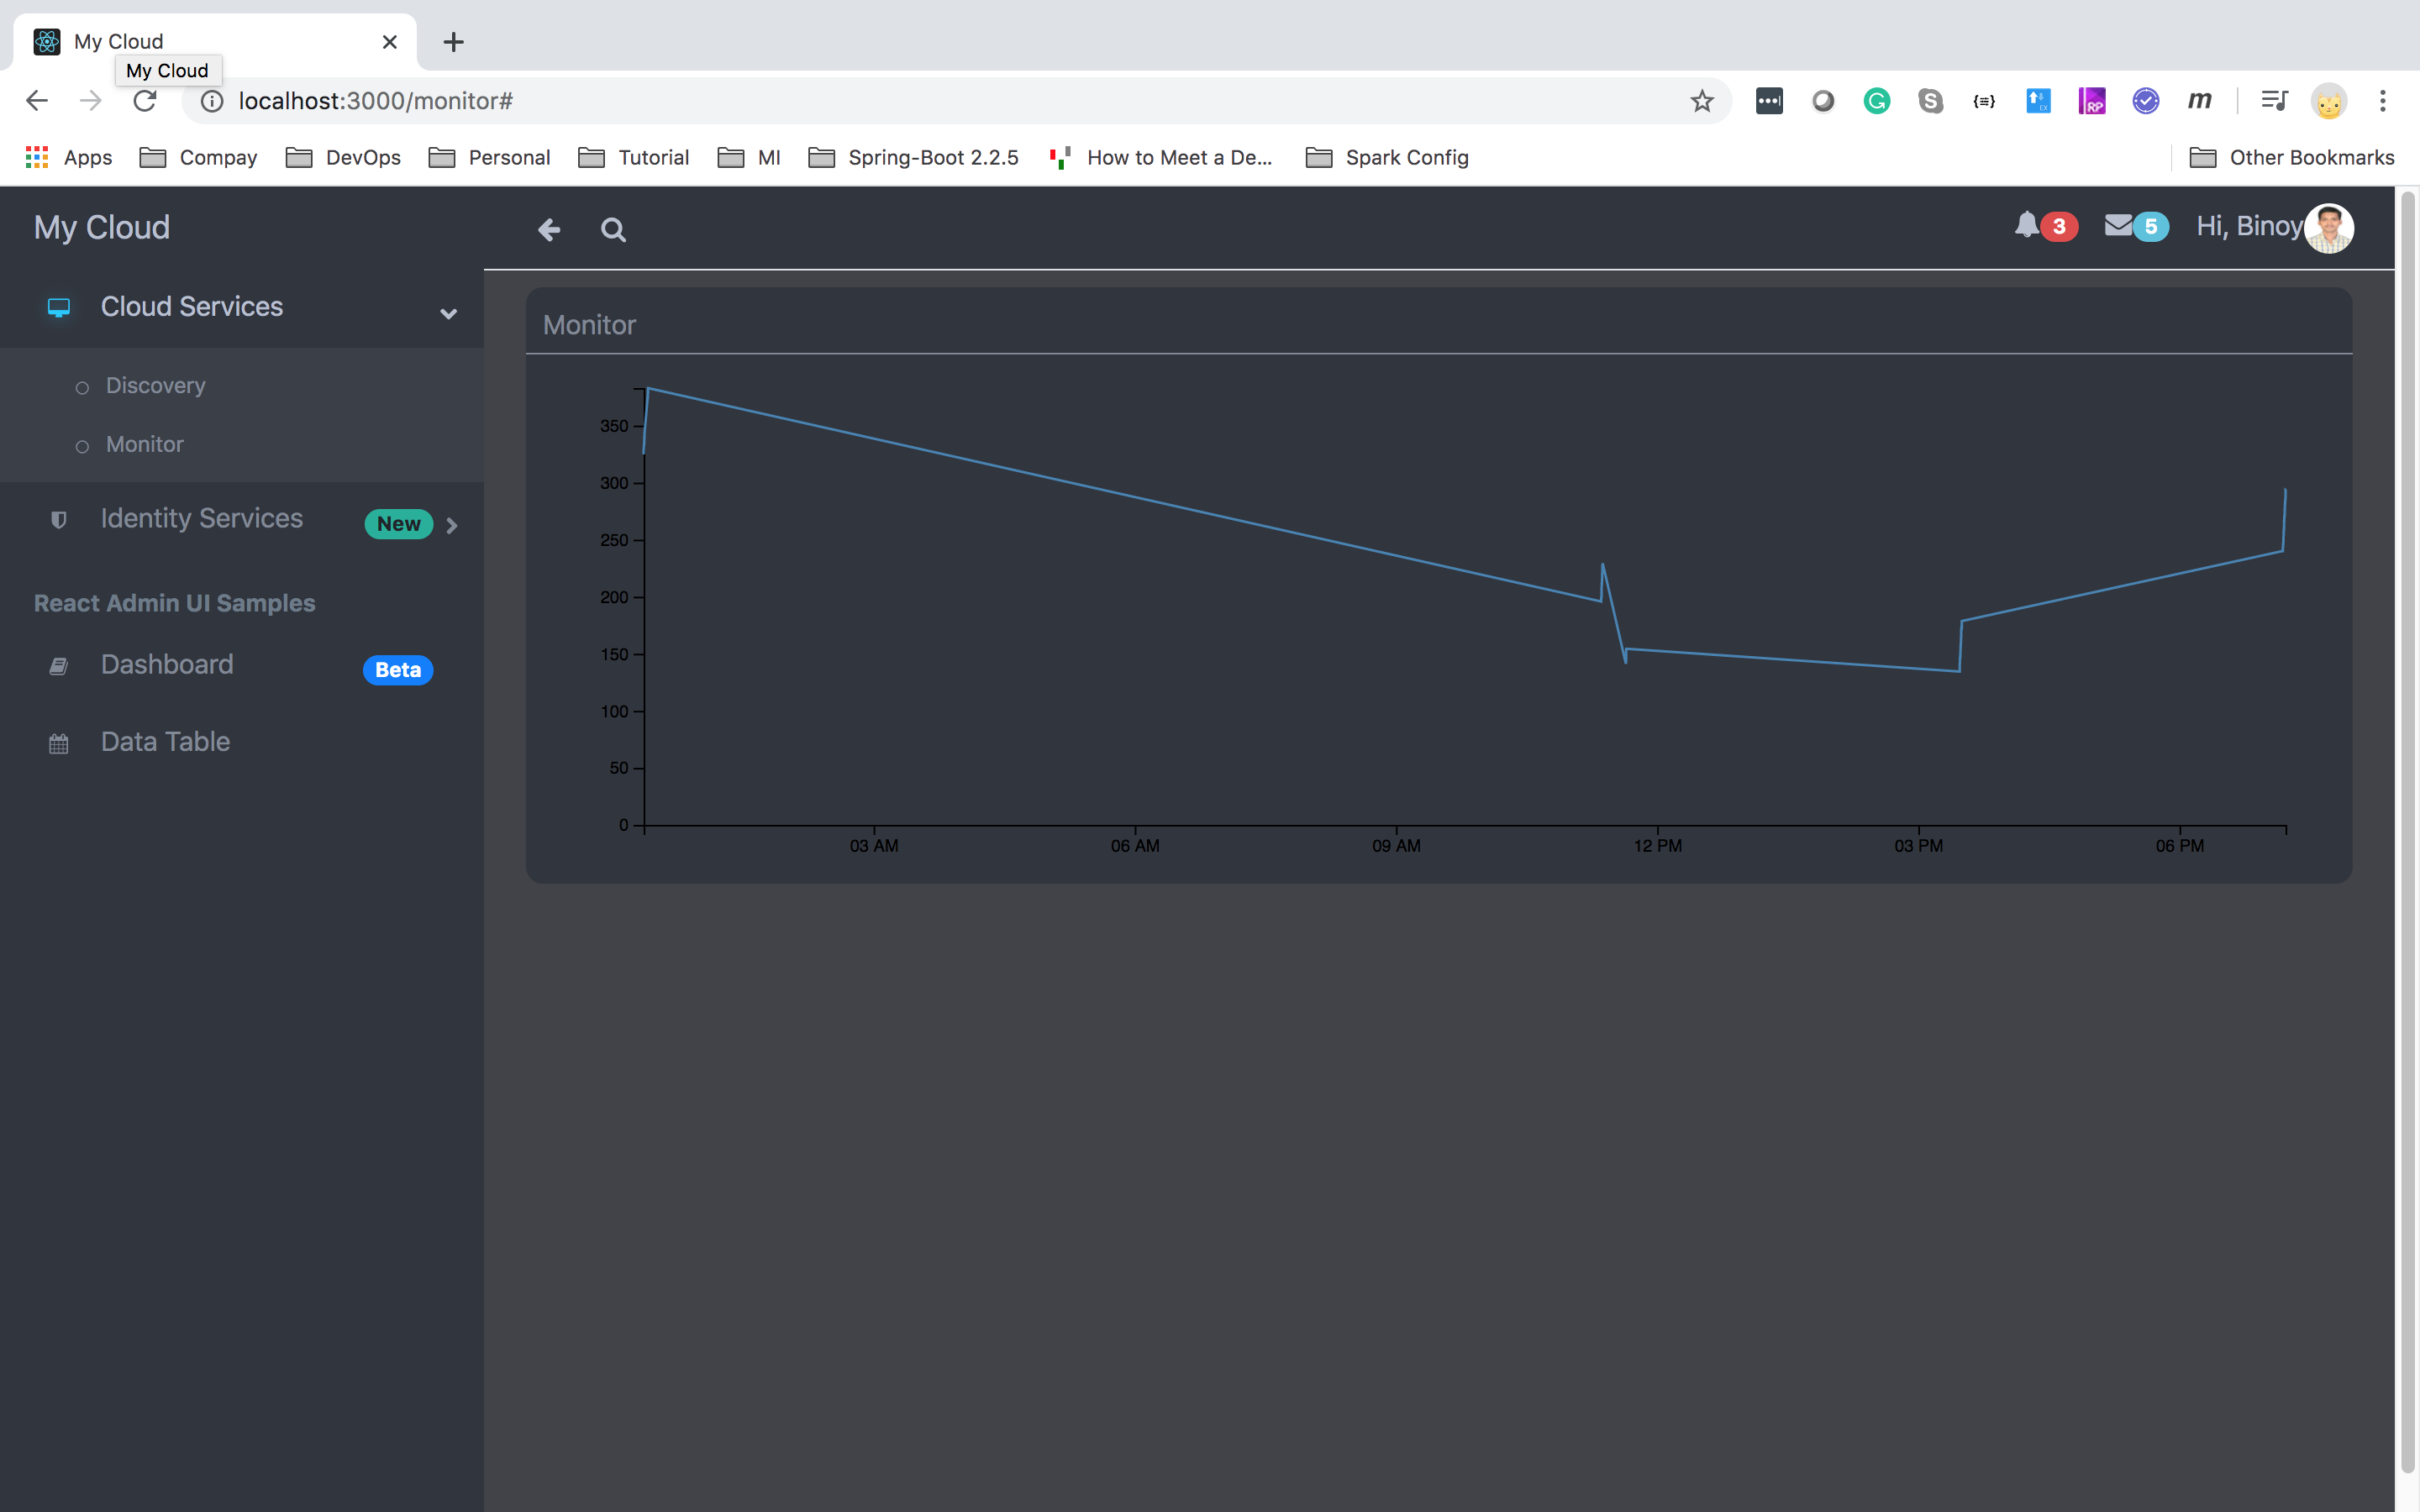 My Cloud
My Cloud
localhost:3000/monitor#
Apps Compay DevOps Personal Tutorial MI Spring-Boot 2.2.5 How to Meet a De... Spark Config Other Bookmarks
My Cloud
3 5 Hi, Binoy
Cloud Services
Discovery
Monitor
Identity Services New
React Admin UI Samples
Dashboard Beta
Data Table
Monitor
350
300
250
200
150
100
50
0
03 AM 06 AM 09 AM 12 PM 03 PM 06 PM